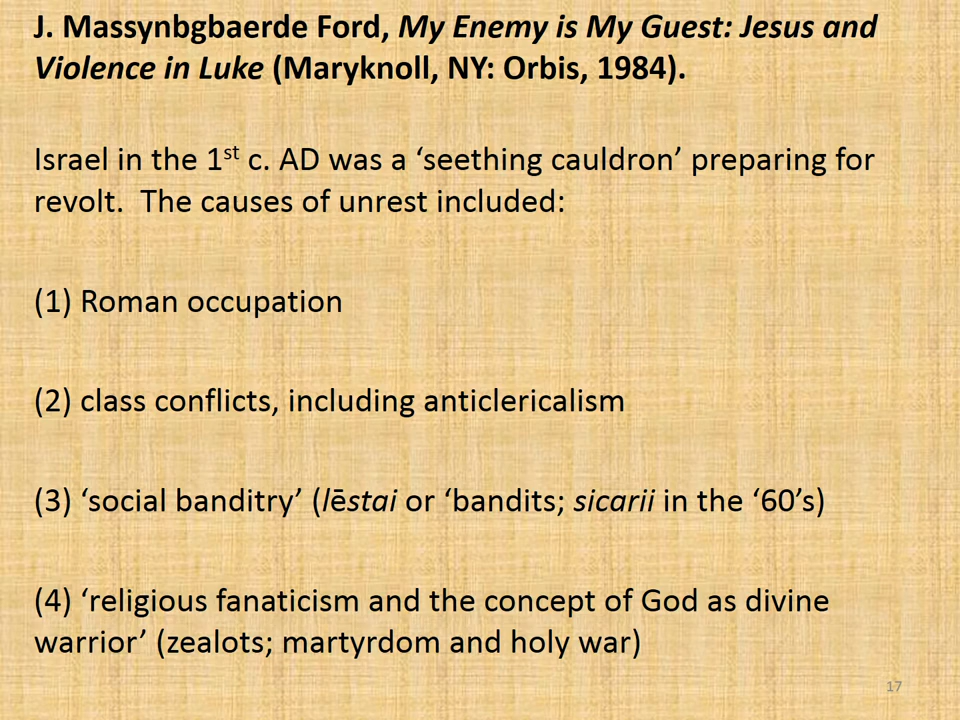 J. Massynbgbaerde Ford, My Enemy is My Guest: Jesus and
Violence in Luke (Maryknoll, NY: Orbis, 1984).
Israel in the 1st c. AD was a ‘seething cauldron’ preparing for
revolt.  The causes of unrest included:
(1) Roman occupation
(2) class conflicts, including anticlericalism
(3) ‘social banditry’ (lēstai or ‘bandits; sicarii in the ‘60’s)
(4) ‘religious fanaticism and the concept of God as divine
warrior’ (zealots; martyrdom and holy war)
17